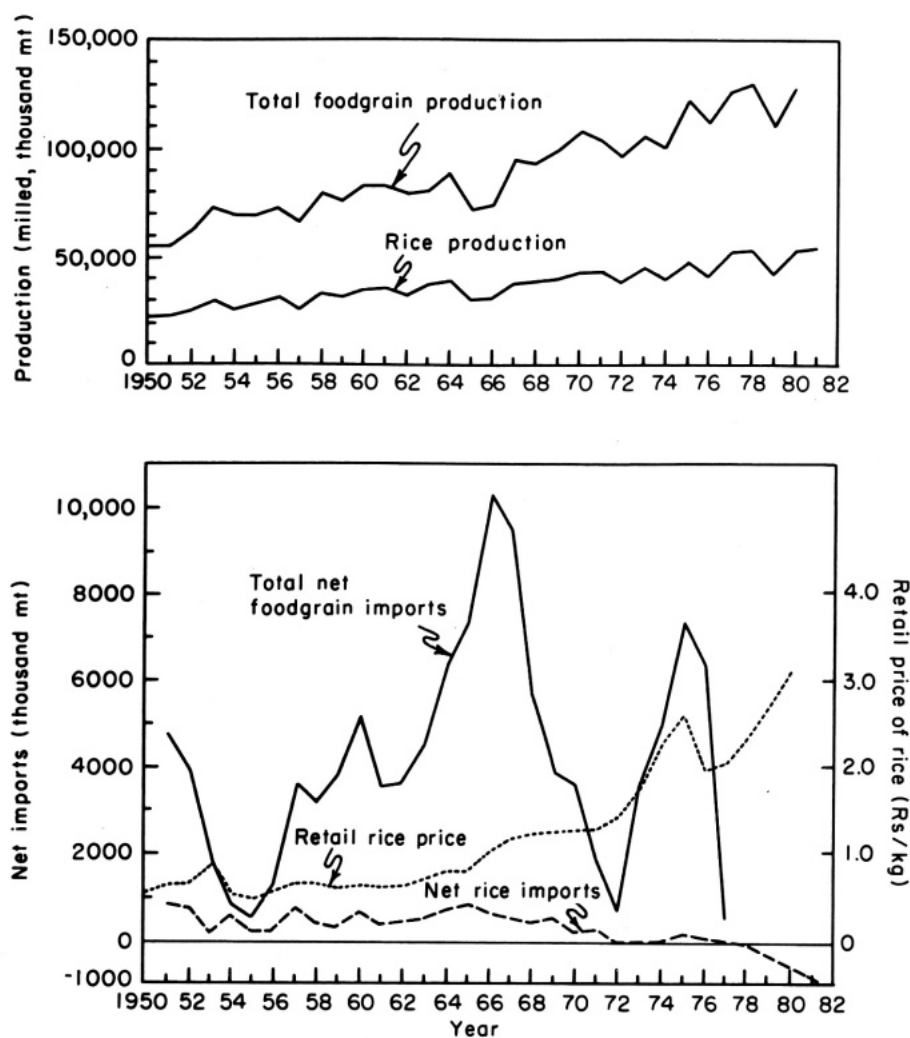 150,000
100,000
50,000
0
Production (milled, thousand mt)
Total foodgrain production
Rice production
1950 52 54 56 58 60 62 64 66 68 70 72 74 76 78 80 82
10,000
8000
6000
4000
2000
0
-1000
Net imports (thousand mt)
Total net
foodgrain imports
Retail rice price
Net rice imports
4.0
3.0
2.0
1.0
0
Retail price of rice (Rs/kg)
1950 52 54 56 58 60 62 64 66 68 70 72 74 76 78 80 82
Year